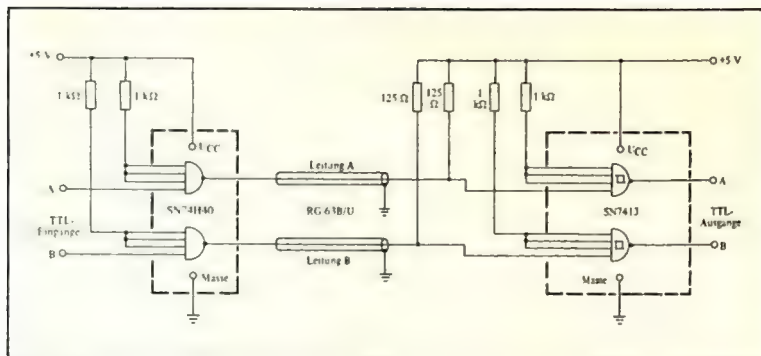 +5 V
+5 V
1 kΩ
1 kΩ
125 Ω
125 Ω
1 kΩ
1 kΩ
UCC
UCC
Leitung A
A
SN74H40
RG 63B/U
SN7413
A
TTL-Eingänge
TTL-Ausgänge
B
B
Leitung B
Masse
Masse